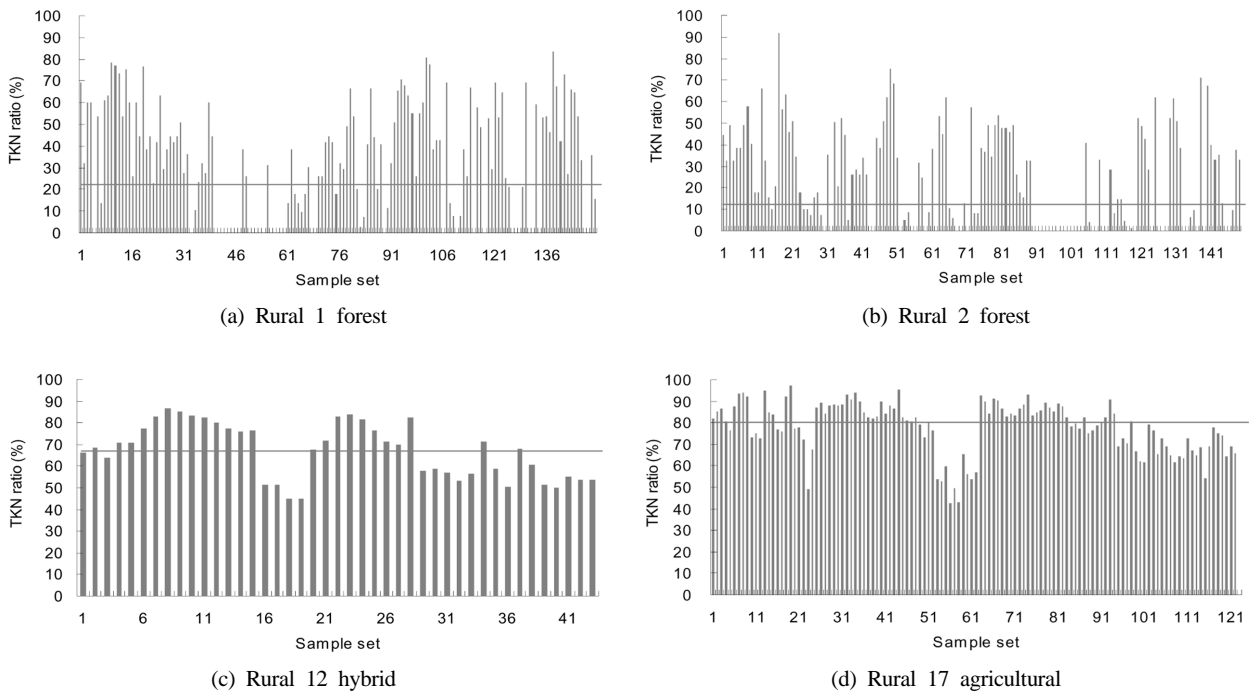 TKN ratio (%)
100
90
80
70
60
50
40
30
20
10
0
1 16 31 46 61 76 91 106 121 136
Sample set
(a) Rural 1 forest
TKN ratio (%)
100
90
80
70
60
50
40
30
20
10
0
1 11 21 31 41 51 61 71 81 91 101 111 121 131 141
Sample set
(b) Rural 2 forest
TKN ratio (%)
100
90
80
70
60
50
40
30
20
10
0
1 6 11 16 21 26 31 36 41
Sample set
(c) Rural 12 hybrid
TKN ratio (%)
100
90
80
70
60
50
40
30
20
10
0
1 11 21 31 41 51 61 71 81 91 101 111 121
Sample set
(d) Rural 17 agricultural